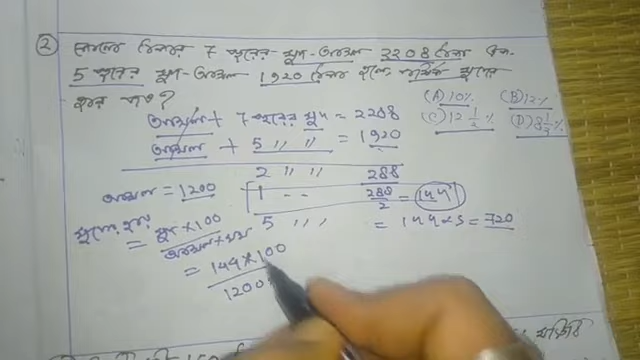 ② কোনো টাকার 7 বছরের সুদ-আসল 2208 টাকা এবং
5 বছরের সুদ-আসল 1920 টাকা হলে বার্ষিক সুদের
হার কত?
(A) 10% (B) 12%
(C) 12 1/2 % (D) 8 1/3 %
আসল + 7 বছরের সুদ = 2208
আসল + 5 〃 〃 = 1920
2 〃 〃 288
আসল = 1200 1 - - 288/2 = 144
5 〃 〃 = 144×5 = 720
সুদের হার = সুদ×100 / আসল×সময়
= 144×100 / 1200